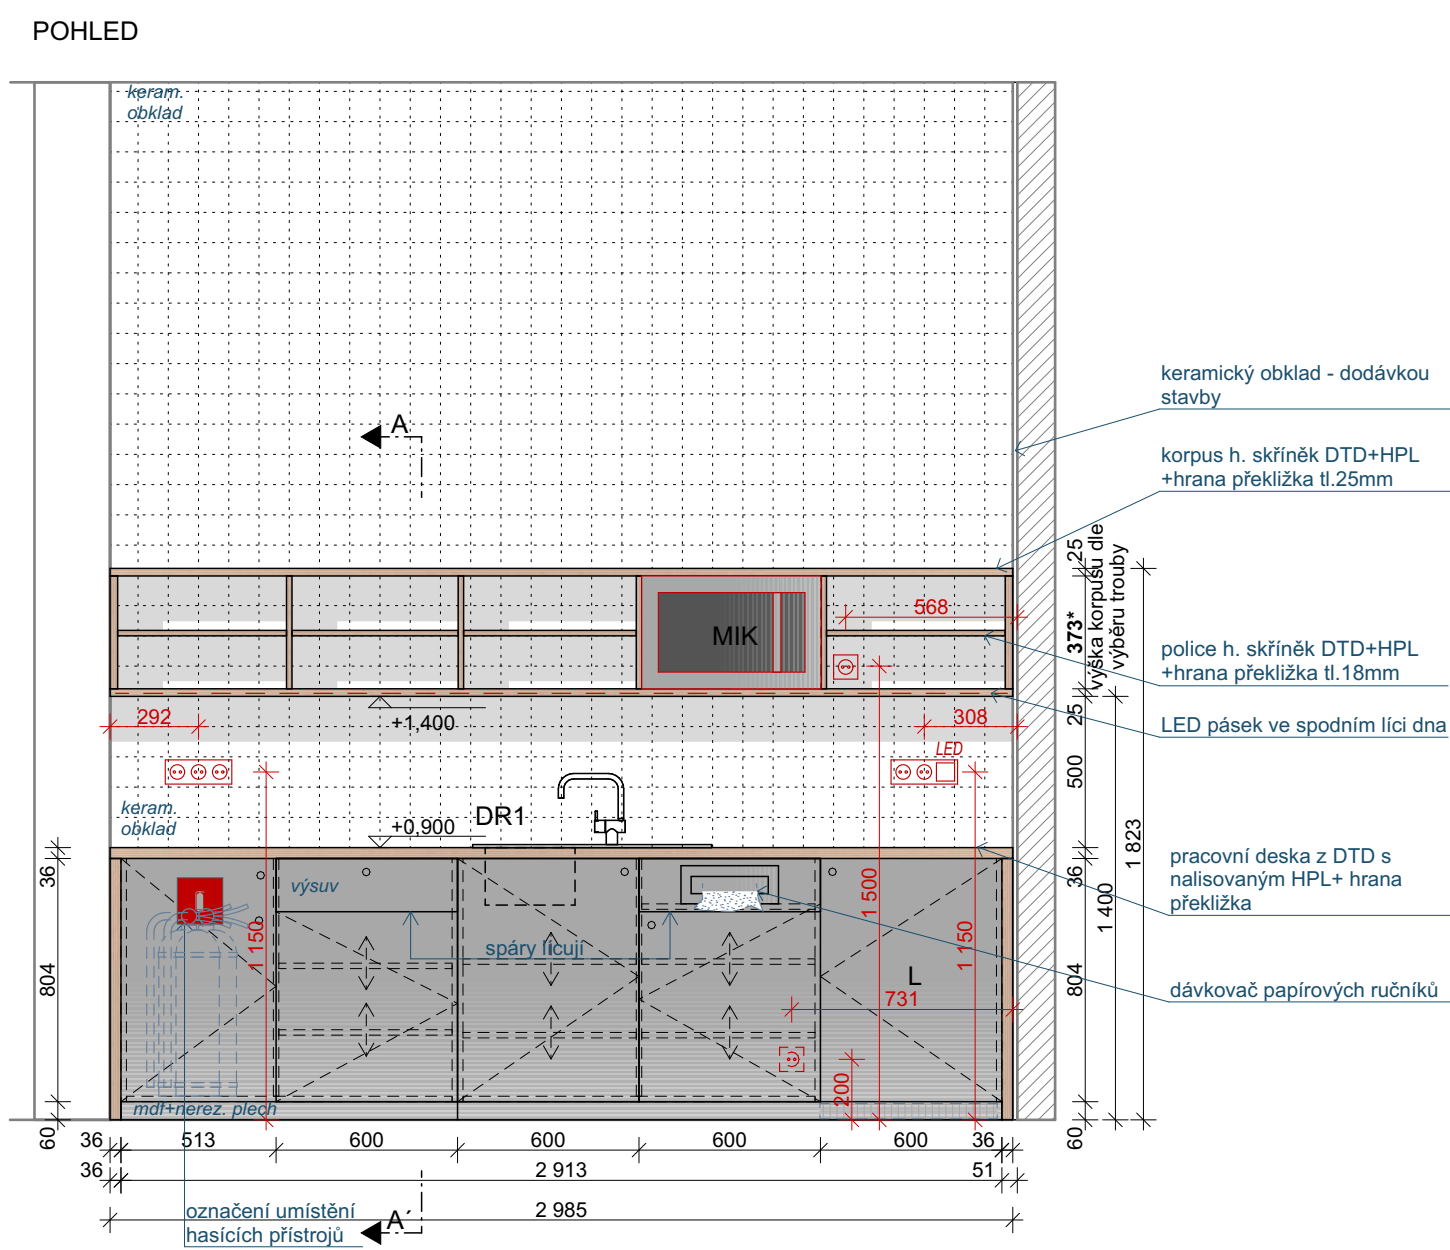 POHLED
keram.
obklad
A
keramický obklad - dodávkou
stavby
korpus h. skříněk DTD+HPL
+hrana překližka tl.25mm
25
výška korpusu dle
výběru trouby
373*
568
MIK
police h. skříněk DTD+HPL
+hrana překližka tl.18mm
292
+1,400
308
25
LED pásek ve spodním líci dna
LED
500
keram.
obklad
+0,900
DR1
1 823
36
výsuv
1 500
36
pracovní deska z DTD s
nalisovaným HPL+ hrana
překližka
1 400
1 150
spáry lícují
1 150
804
L
804
731
dávkovač papírových ručníků
200
mdf+nerez. plech
60
60
36
513
600
600
600
600
36
36
2 913
51
2 985
označení umístění
hasících přístrojů
A´